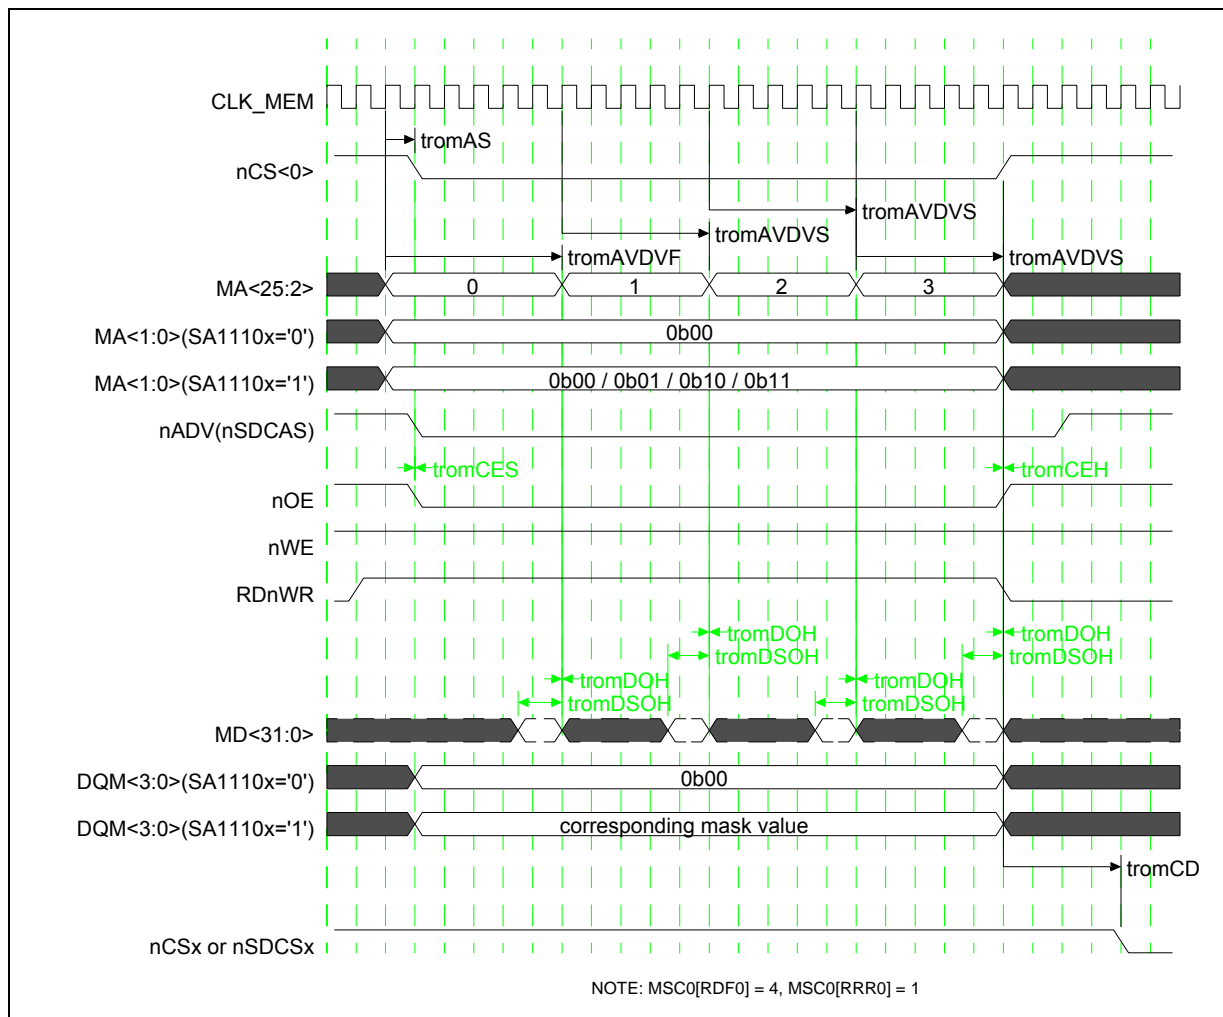 CLK_MEM
tromAS
nCS<0>
tromAVDVS
tromAVDVS
tromAVDVF
tromAVDVS
MA<25:2>
0
1
2
3
MA<1:0>(SA1110x='0')
0b00
MA<1:0>(SA1110x='1')
0b00 / 0b01 / 0b10 / 0b11
nADV(nSDCAS)
tromCES
tromCEH
nOE
nWE
RDnWR
tromDOH
tromDOH
tromDSOH
tromDSOH
tromDOH
tromDOH
tromDSOH
tromDSOH
MD<31:0>
DQM<3:0>(SA1110x='0')
0b00
DQM<3:0>(SA1110x='1')
corresponding mask value
tromCD
nCSx or nSDCSx
NOTE: MSC0[RDF0] = 4, MSC0[RRR0] = 1